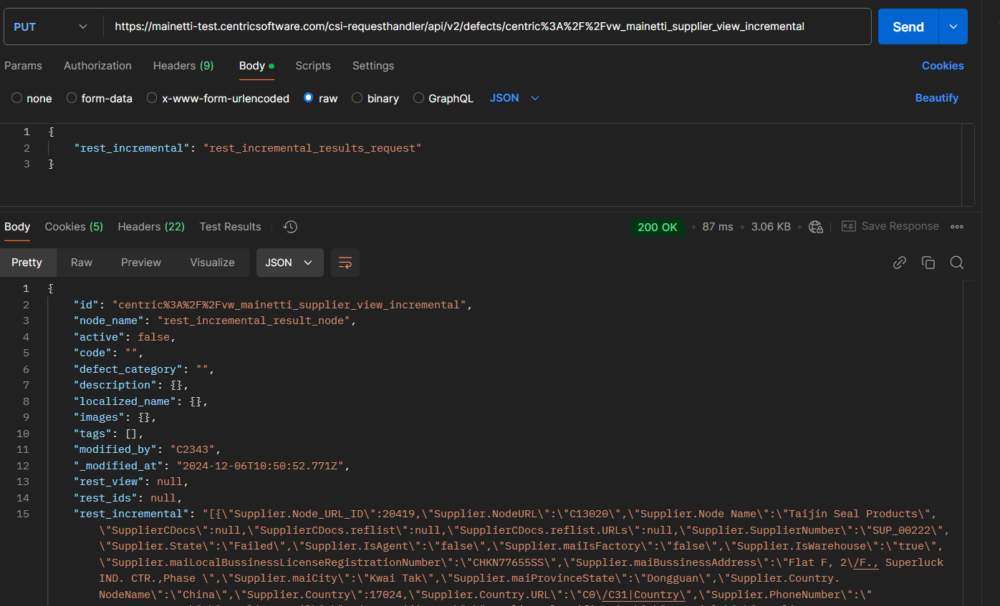 PUT https://mainetti-test.centricsoftware.com/csi-requesthandler/api/v2/defects/centric%3A%2F%2Fvw_mainetti_supplier_view_incremental Send
Params Authorization Headers (9) Body Scripts Settings Cookies
none form-data x-www-form-urlencoded raw binary GraphQL JSON Beautify
1 {
2 "rest_incremental": "rest_incremental_results_request"
3 }
Body Cookies (5) Headers (22) Test Results 200 OK 87 ms 3.06 KB e.g. Save Response
Pretty Raw Preview Visualize JSON
1 {
2 "id": "centric%3A%2F%2Fvw_mainetti_supplier_view_incremental",
3 "node_name": "rest_incremental_result_node",
4 "active": false,
5 "code": "",
6 "defect_category": "",
7 "description": {},
8 "localized_name": {},
9 "images": {},
10 "tags": [],
11 "modified_by": "C2343",
12 "_modified_at": "2024-12-06T10:50:52.771Z",
13 "rest_view": null,
14 "rest_ids": null,
15 "rest_incremental": "[{\"Supplier.Node_URL_ID\":20419,\"Supplier.NodeURL\":\"C13020\",\"Supplier.Node Name\":\"Taijin Seal Products\",
\"SupplierCDocs\":null,\"SupplierCDocs.reflist\":null,\"SupplierCDocs.reflist.URLs\":null,\"Supplier.SupplierNumber\":\"SUP_00222\",
\"Supplier.State\":\"Failed\",\"Supplier.IsAgent\":\"false\",\"Supplier.maiIsFactory\":\"false\",\"Supplier.IsWarehouse\":\"true\",
\"Supplier.maiLocalBussinessLicenseRegistrationNumber\":\"CHKN77655SS\",\"Supplier.maiBussinessAddress\":\"Flat F, 2\/F., Superluck
IND. CTR.,Phase \",\"Supplier.maiCity\":\"Kwai Tak\",\"Supplier.maiProvinceState\":\"Dongguan\",\"Supplier.Country.
NodeName\":\"China\",\"Supplier.Country\":17024,\"Supplier.Country.URL\":\"C0\/C31|Country\",\"Supplier.PhoneNumber\":\"